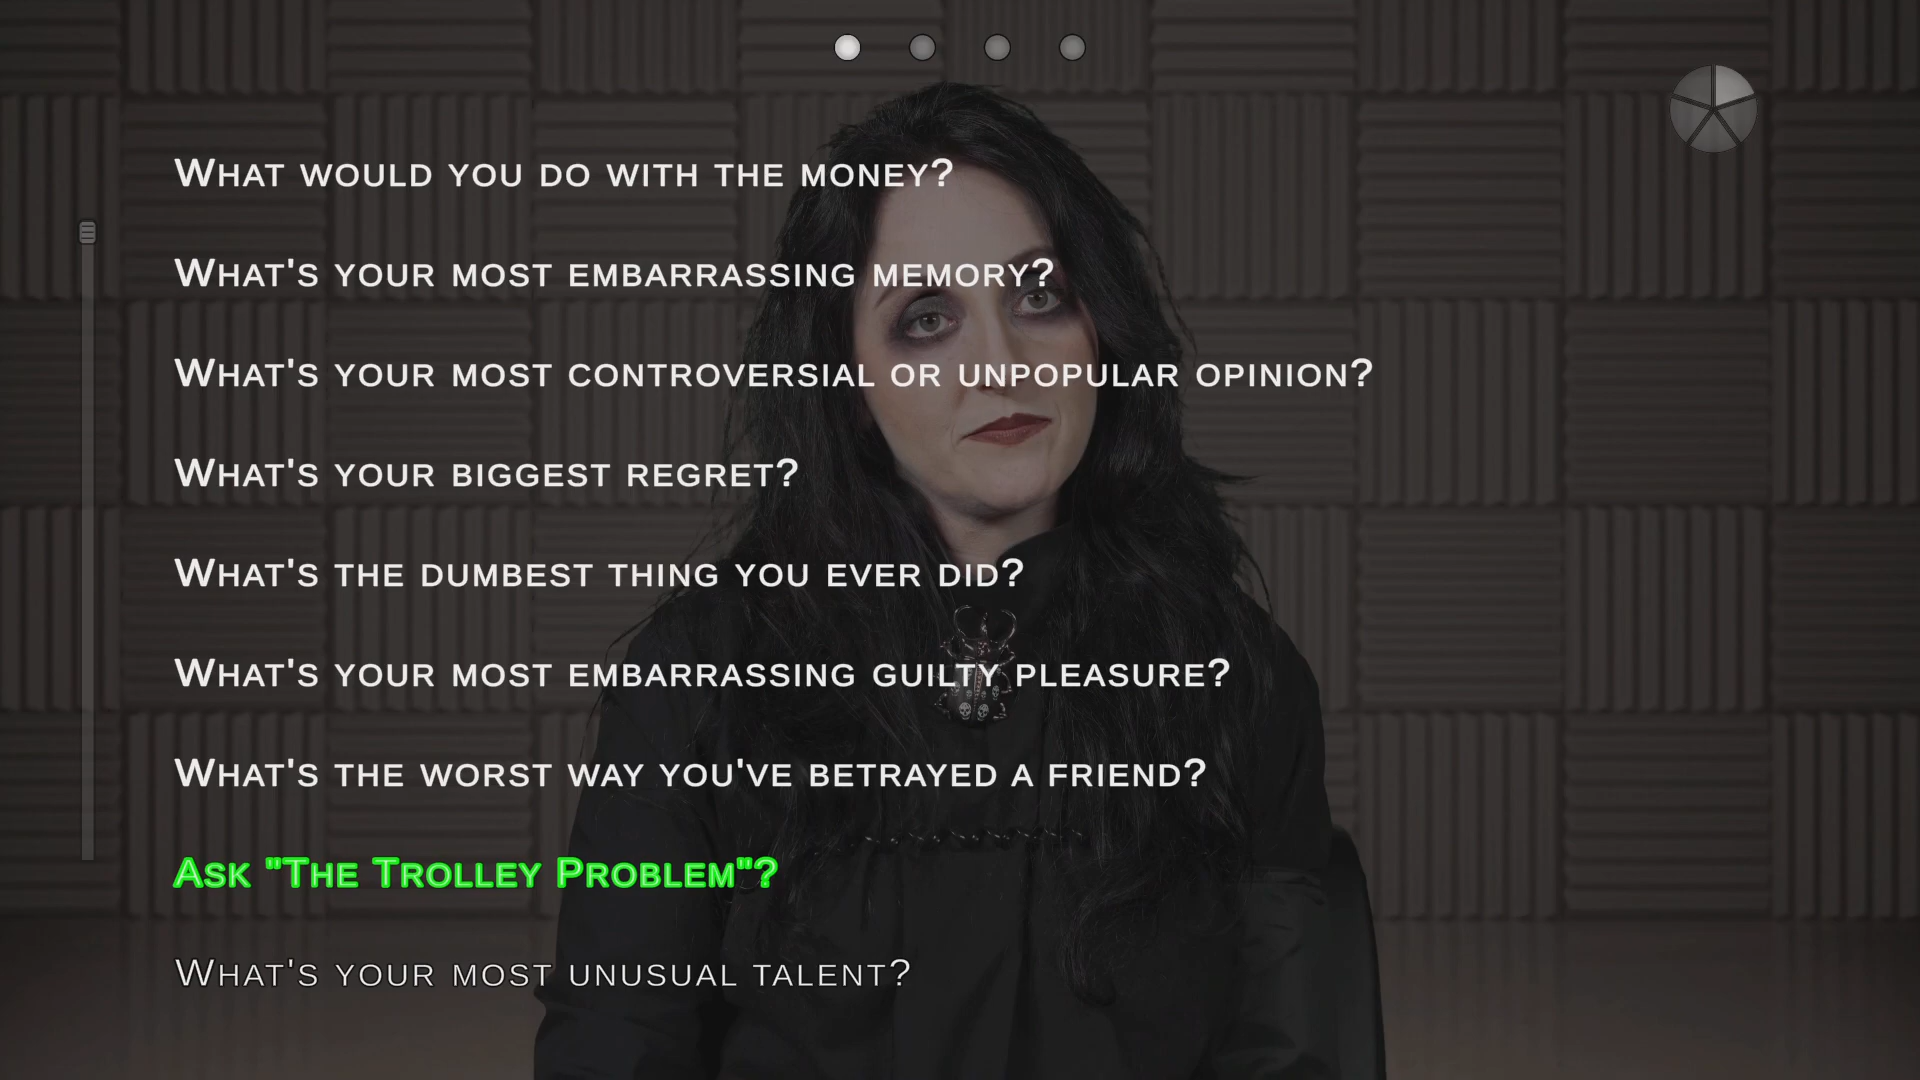 What would you do with the money?
What's your most embarrassing memory?
What's your most controversial or unpopular opinion?
What's your biggest regret?
What's the dumbest thing you ever did?
What's your most embarrassing guilty pleasure?
What's the worst way you've betrayed a friend?
Ask "The Trolley Problem"?
What's your most unusual talent?